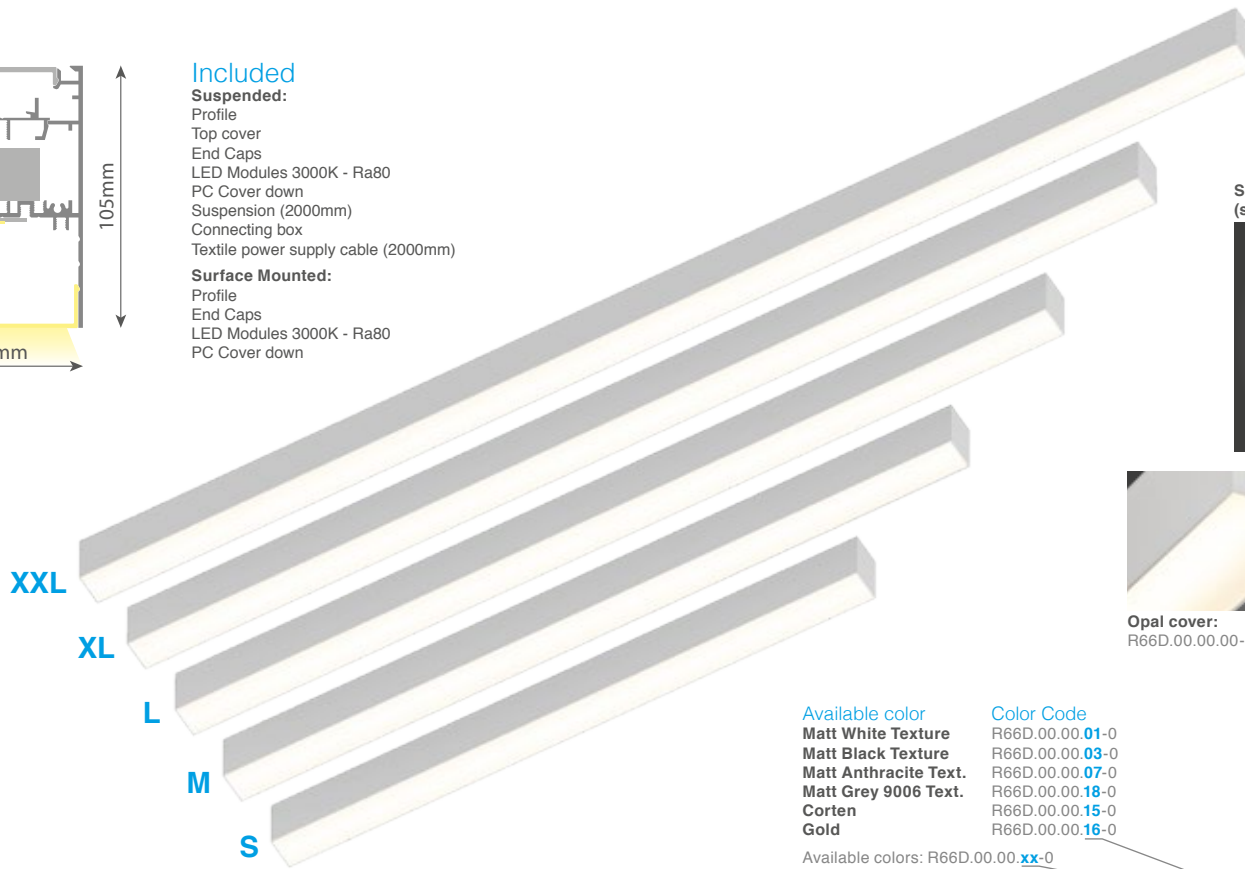 Included
Suspended:
Profile
Top cover
End Caps
LED Modules 3000K - Ra80
PC Cover down
Suspension (2000mm)
Connecting box
Textile power supply cable (2000mm)
Surface Mounted:
Profile
End Caps
LED Modules 3000K - Ra80
PC Cover down
105mm
mm
S
(s
XXL
XL
L
M
S
Opal cover:
R66D.00.00.00-
Available color Color Code
Matt White Texture R66D.00.00.01-0
Matt Black Texture R66D.00.00.03-0
Matt Anthracite Text. R66D.00.00.07-0
Matt Grey 9006 Text. R66D.00.00.18-0
Corten R66D.00.00.15-0
Gold R66D.00.00.16-0
Available colors: R66D.00.00.xx-0